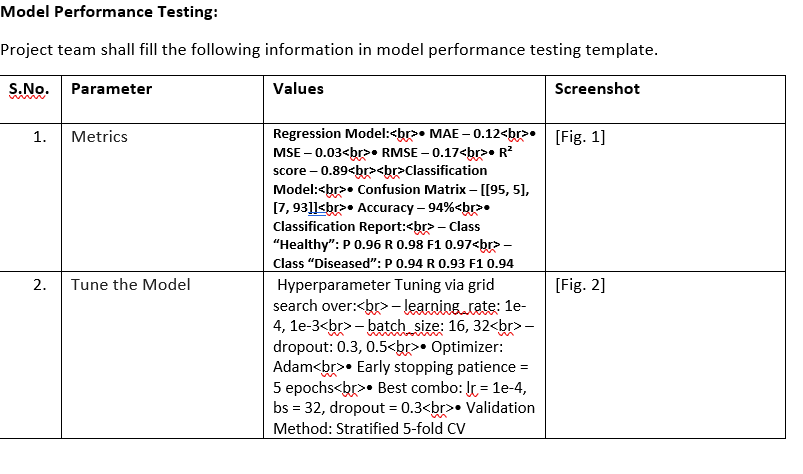 Model Performance Testing:
Project team shall fill the following information in model performance testing template.
S.No. Parameter Values Screenshot
1. Metrics
Regression Model:<br>• MAE – 0.12<br>•
MSE – 0.03<br>• RMSE – 0.17<br>• R²
score – 0.89<br><br>Classification
Model:<br>• Confusion Matrix – [[95, 5],
[7, 93]]<br>• Accuracy – 94%<br>•
Classification Report:<br> – Class
“Healthy”: P 0.96 R 0.98 F1 0.97<br> –
Class “Diseased”: P 0.94 R 0.93 F1 0.94
[Fig. 1]
2. Tune the Model
Hyperparameter Tuning via grid
search over:<br> – learning_rate: 1e-
4, 1e-3<br> – batch_size: 16, 32<br> –
dropout: 0.3, 0.5<br>• Optimizer:
Adam<br>• Early stopping patience =
5 epochs<br>• Best combo: lr = 1e-4,
bs = 32, dropout = 0.3<br>• Validation
Method: Stratified 5-fold CV
[Fig. 2]